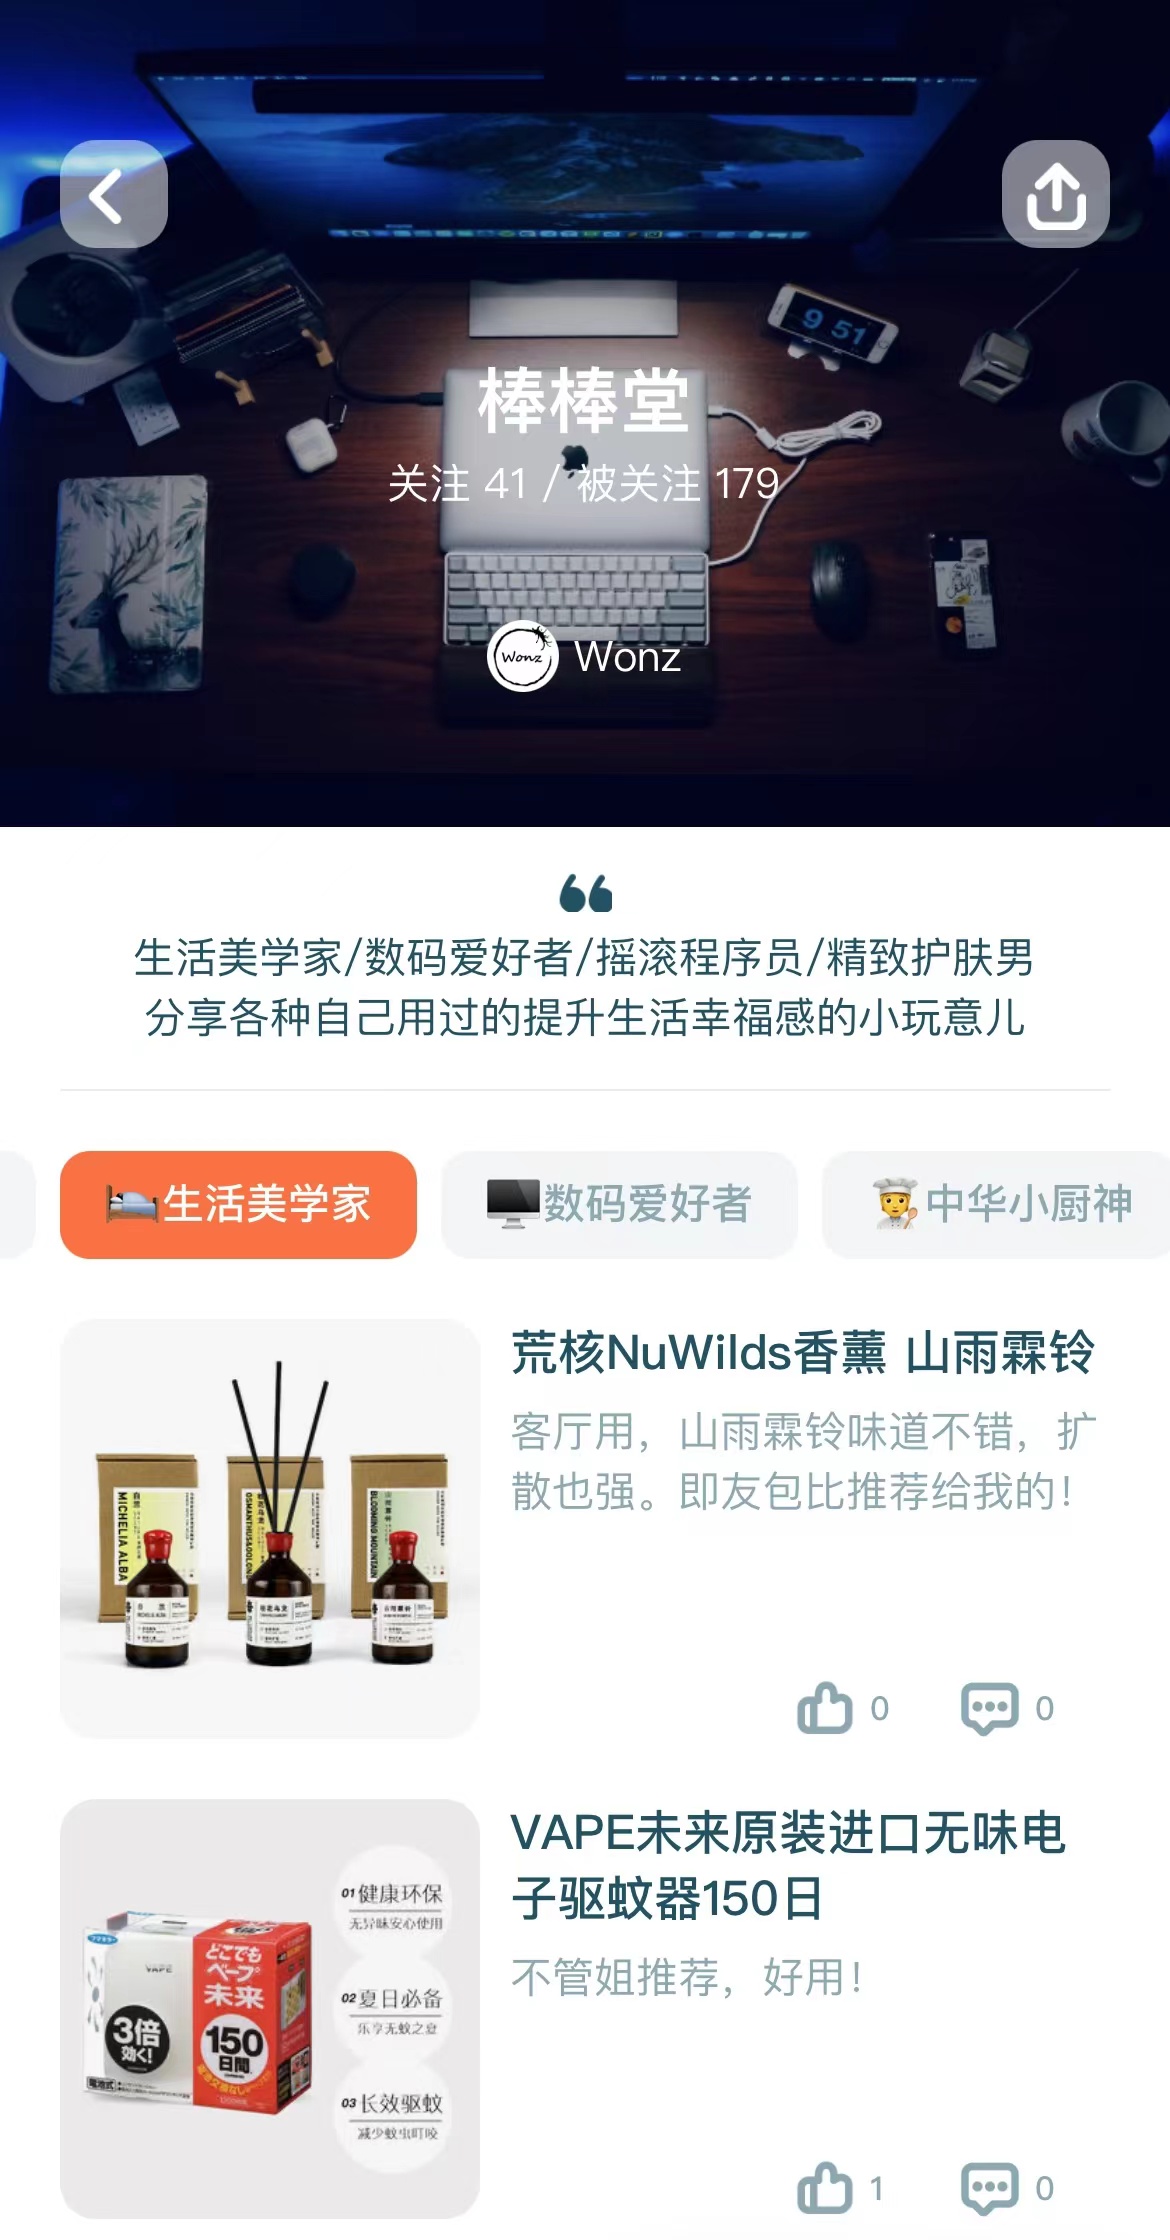 9 51
棒棒堂
关注 41 / 被关注 179
Wonz
Wonz
生活美学家/数码爱好者/摇滚程序员/精致护肤男
分享各种自己用过的提升生活幸福感的小玩意儿
生活美学家
数码爱好者
中华小厨神
荒核NuWilds香薰 山雨霖铃
客厅用，山雨霖铃味道不错，扩
散也强。即友包比推荐给我的！
MICHELIA ALBA
OSMANTHUS&OOLONG
BLOOMING MOUNTAIN
0
0
VAPE未来原装进口无味电
子驱蚊器150日
不管姐推荐，好用！
VAPE
どこでも
ベープ
未来
3倍
効く!
150
日間
電池式
01 健康环保
无异味安心使用
02 夏日必备
乐享无蚊之意
03 长效驱蚊
减少蚊虫叮咬
1
0